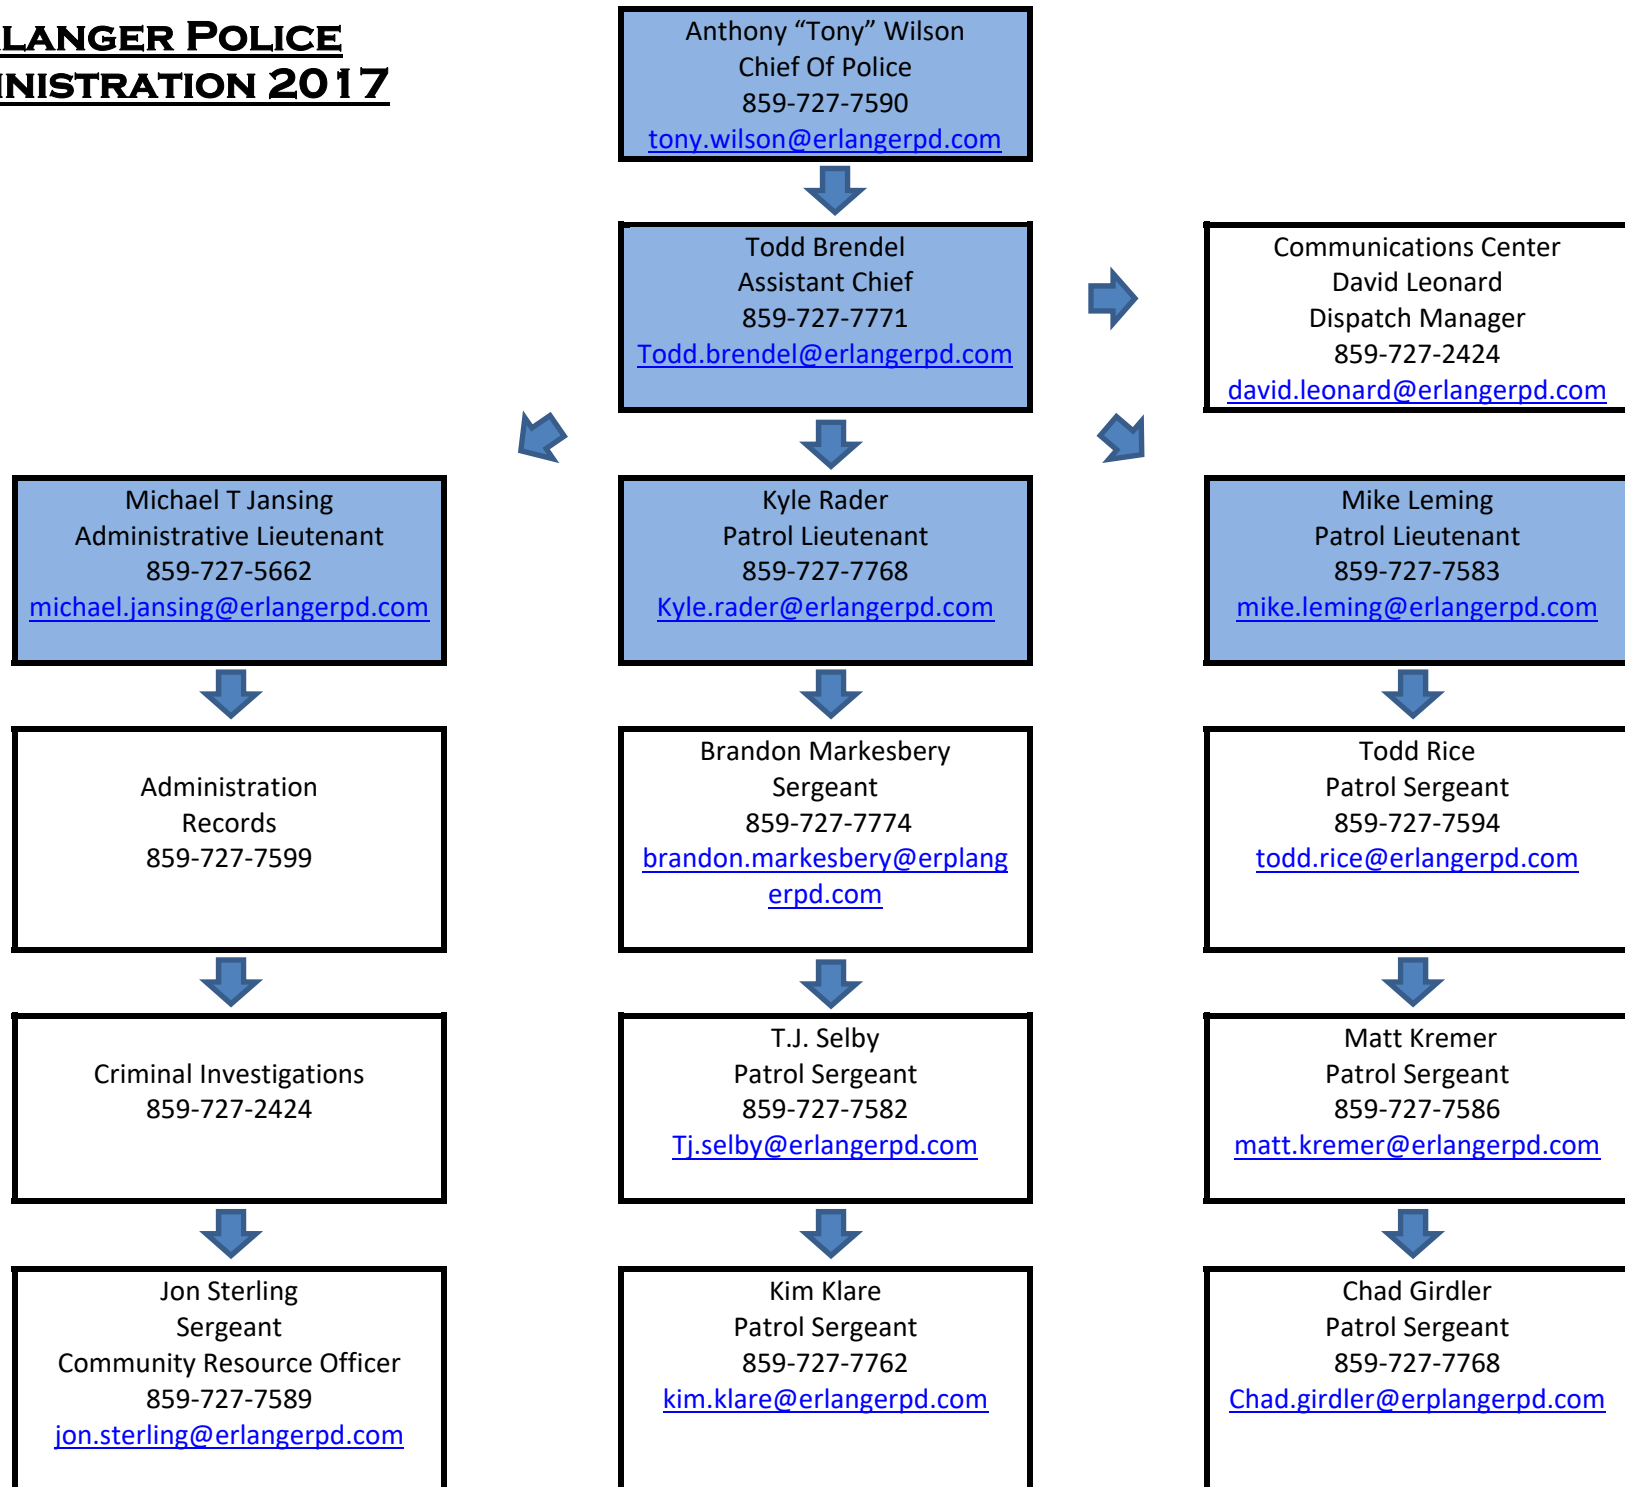 LANGER POLICE
INISTRATION 2017
Anthony “Tony” Wilson
Chief Of Police
859-727-7590
tony.wilson@erlangerpd.com
Todd Brendel
Assistant Chief
859-727-7771
Todd.brendel@erlangerpd.com
Communications Center
David Leonard
Dispatch Manager
859-727-2424
david.leonard@erlangerpd.com
Michael T Jansing
Administrative Lieutenant
859-727-5662
michael.jansing@erlangerpd.com
Kyle Rader
Patrol Lieutenant
859-727-7768
Kyle.rader@erlangerpd.com
Mike Leming
Patrol Lieutenant
859-727-7583
mike.leming@erlangerpd.com
Administration
Records
859-727-7599
Brandon Markesbery
Sergeant
859-727-7774
brandon.markesbery@erplang
erpd.com
Todd Rice
Patrol Sergeant
859-727-7594
todd.rice@erlangerpd.com
Criminal Investigations
859-727-2424
T.J. Selby
Patrol Sergeant
859-727-7582
Tj.selby@erlangerpd.com
Matt Kremer
Patrol Sergeant
859-727-7586
matt.kremer@erlangerpd.com
Jon Sterling
Sergeant
Community Resource Officer
859-727-7589
jon.sterling@erlangerpd.com
Kim Klare
Patrol Sergeant
859-727-7762
kim.klare@erlangerpd.com
Chad Girdler
Patrol Sergeant
859-727-7768
Chad.girdler@erplangerpd.com